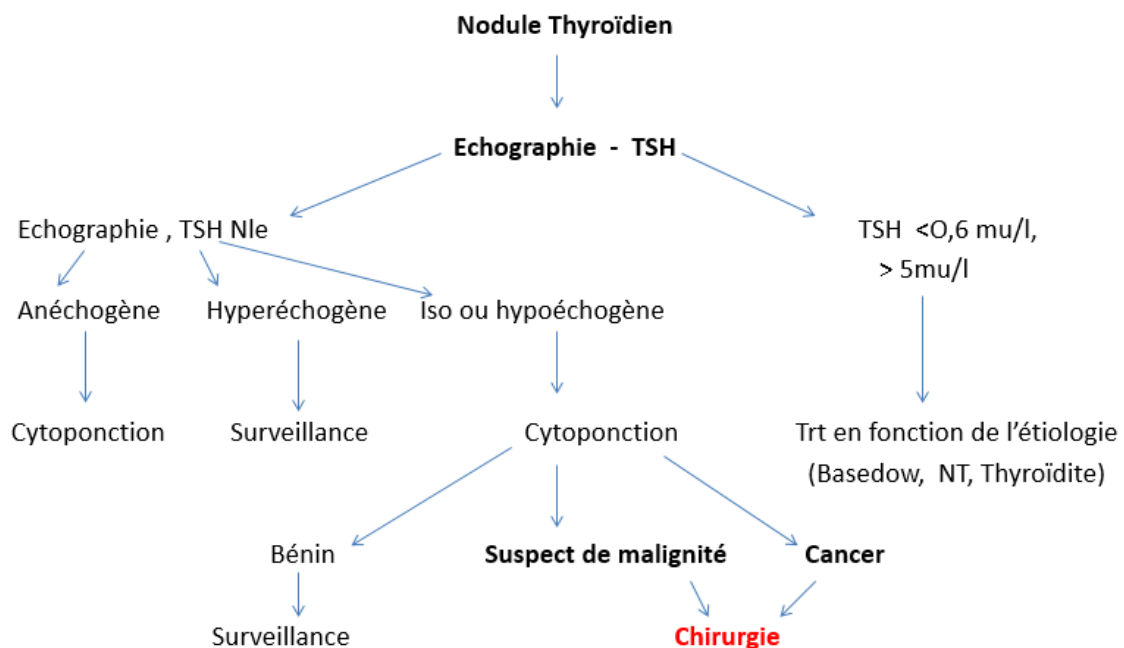 Nodule Thyroïdien
Echographie - TSH
Echographie , TSH Nle
TSH <O,6 mu/l,
> 5mu/l
Anéchogène
Hyperéchogène
Iso ou hypoéchogène
Cytoponction
Surveillance
Cytoponction
Trt en fonction de l'étiologie
(Basedow, NT, Thyroïdite)
Bénin
Suspect de malignité
Cancer
Surveillance
Chirurgie